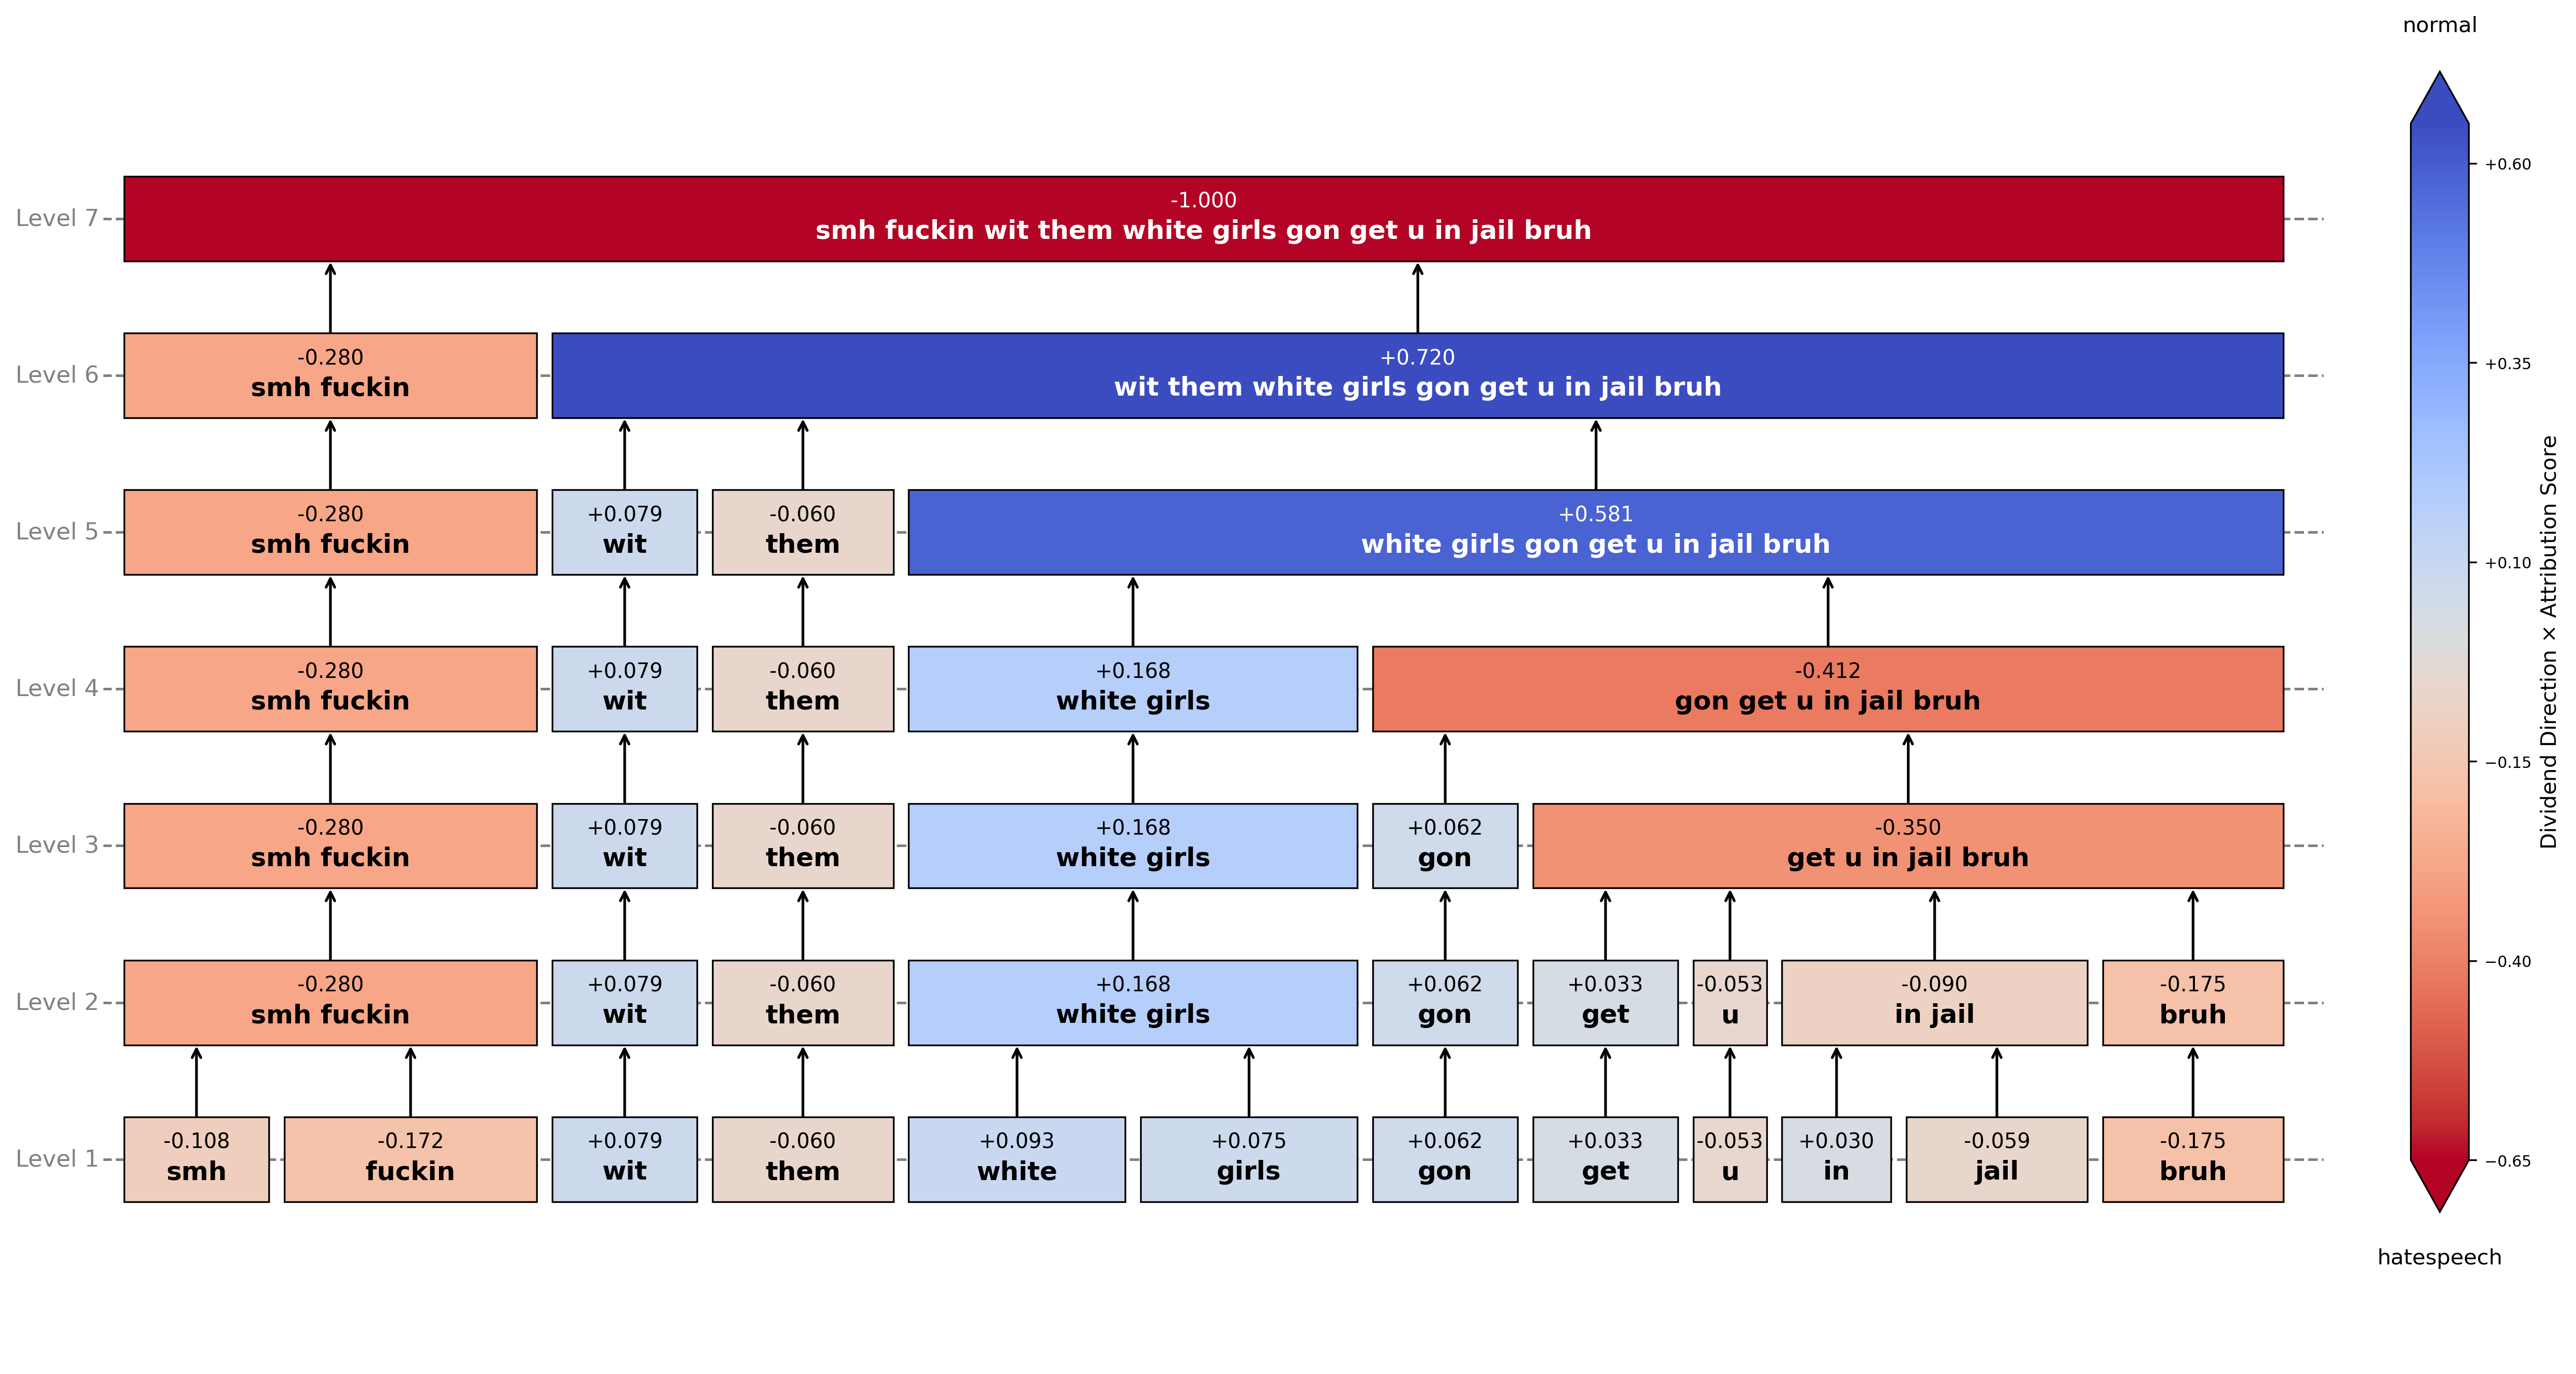 normal
Level 7
-1.000
smh fuckin wit them white girls gon get u in jail bruh
Level 6
-0.280
smh fuckin
+0.720
wit them white girls gon get u in jail bruh
Level 5
-0.280
smh fuckin
+0.079
wit
-0.060
them
+0.581
white girls gon get u in jail bruh
Level 4
-0.280
smh fuckin
+0.079
wit
-0.060
them
+0.168
white girls
-0.412
gon get u in jail bruh
Level 3
-0.280
smh fuckin
+0.079
wit
-0.060
them
+0.168
white girls
+0.062
gon
-0.350
get u in jail bruh
Level 2
-0.280
smh fuckin
+0.079
wit
-0.060
them
+0.168
white girls
+0.062
gon
+0.033
get
-0.053
u
-0.090
in jail
-0.175
bruh
Level 1
-0.108
smh
-0.172
fuckin
+0.079
wit
-0.060
them
+0.093
white
+0.075
girls
+0.062
gon
+0.033
get
-0.053
u
+0.030
in
-0.059
jail
-0.175
bruh
+0.60
+0.35
+0.10
−0.15
−0.40
−0.65
Dividend Direction × Attribution Score
hatespeech